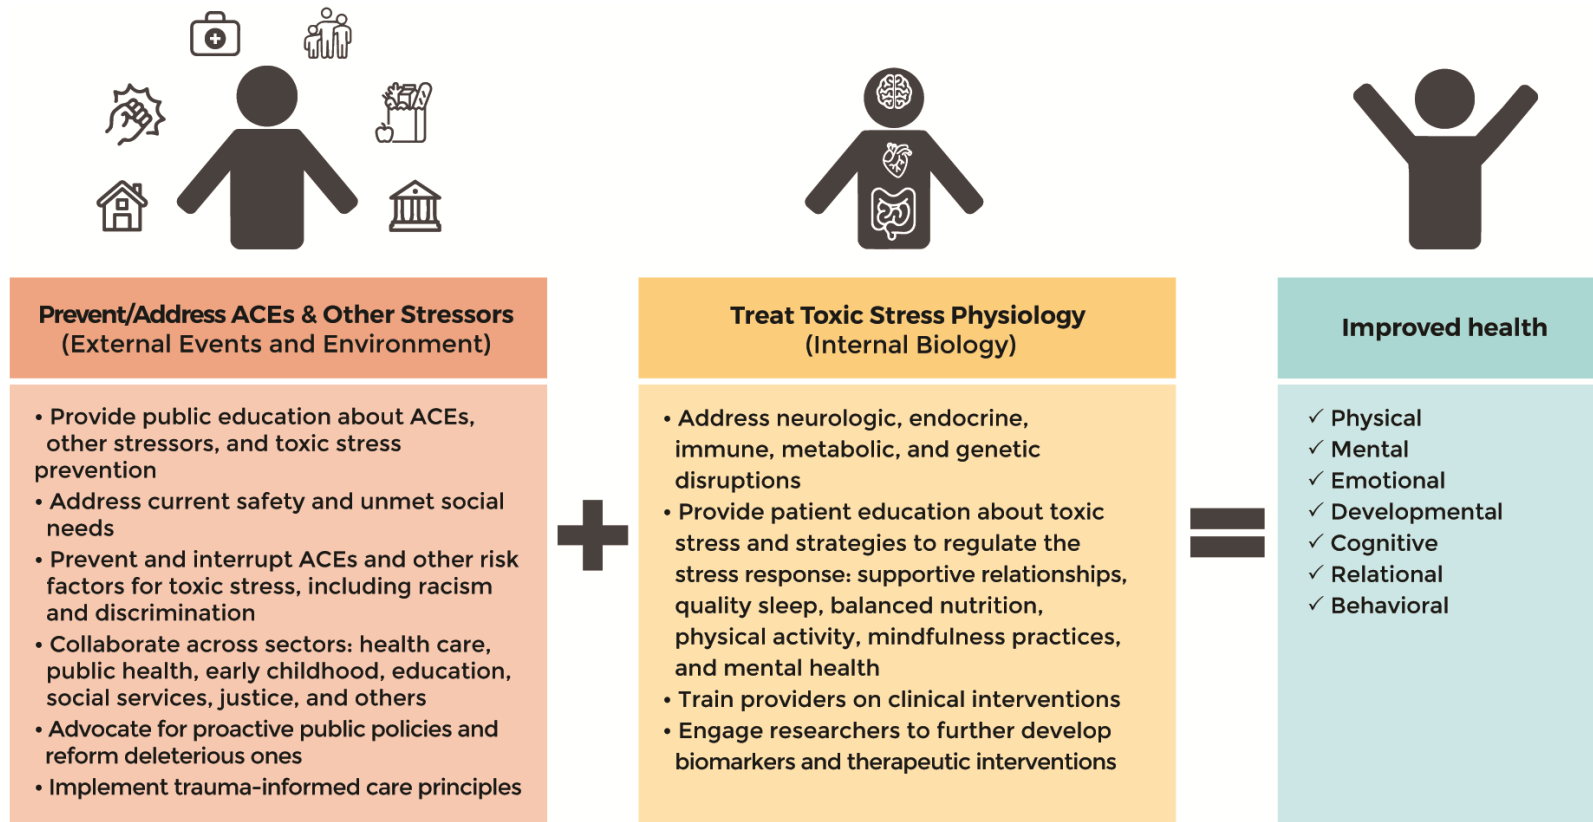 Prevent/Address ACEs & Other Stressors
(External Events and Environment)
• Provide public education about ACEs,
other stressors, and toxic stress
prevention
• Address current safety and unmet social
needs
• Prevent and interrupt ACEs and other risk
factors for toxic stress, including racism
and discrimination
• Collaborate across sectors: health care,
public health, early childhood, education,
social services, justice, and others
• Advocate for proactive public policies and
reform deleterious ones
• Implement trauma-informed care principles
+
Treat Toxic Stress Physiology
(Internal Biology)
• Address neurologic, endocrine,
immune, metabolic, and genetic
disruptions
• Provide patient education about toxic
stress and strategies to regulate the
stress response: supportive relationships,
quality sleep, balanced nutrition,
physical activity, mindfulness practices,
and mental health
• Train providers on clinical interventions
• Engage researchers to further develop
biomarkers and therapeutic interventions
=
Improved health
✓ Physical
✓ Mental
✓ Emotional
✓ Developmental
✓ Cognitive
✓ Relational
✓ Behavioral